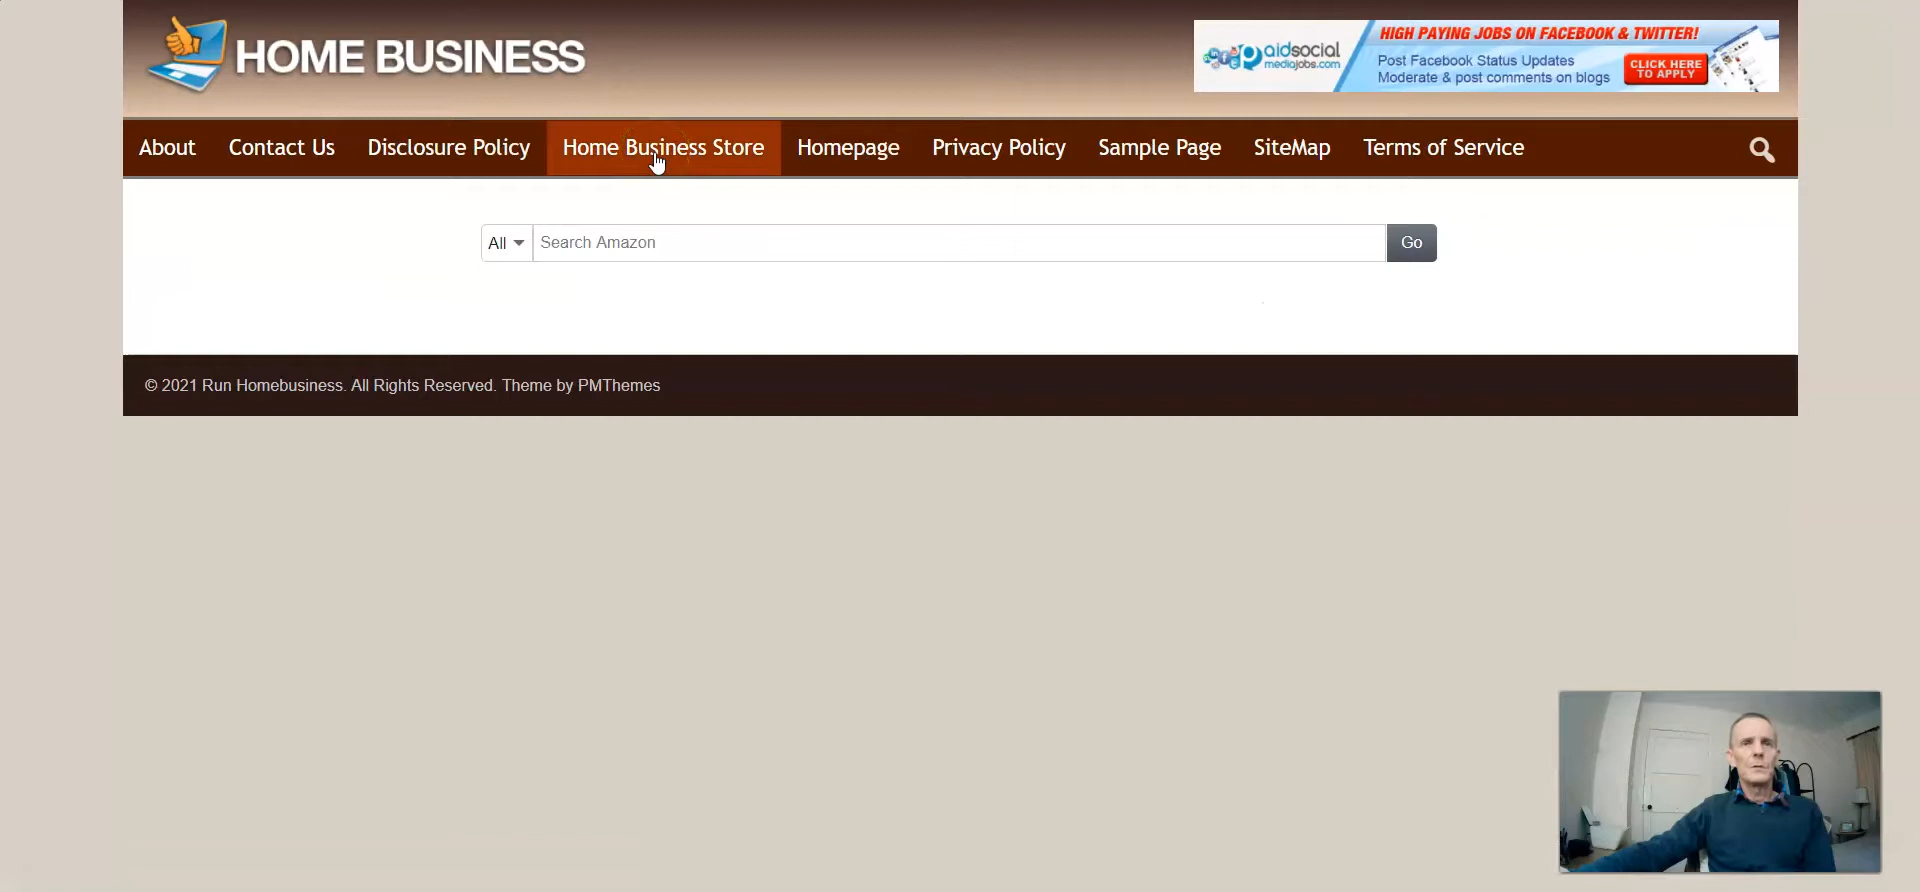 HOME BUSINESS
aidsocial
mediajobs.com
HIGH PAYING JOBS ON FACEBOOK & TWITTER!
Post Facebook Status Updates
Moderate & post comments on blogs
CLICK HERE
TO APPLY
About Contact Us Disclosure Policy Home Business Store Homepage Privacy Policy Sample Page SiteMap Terms of Service
All Search Amazon Go
© 2021 Run Homebusiness. All Rights Reserved. Theme by PMThemes